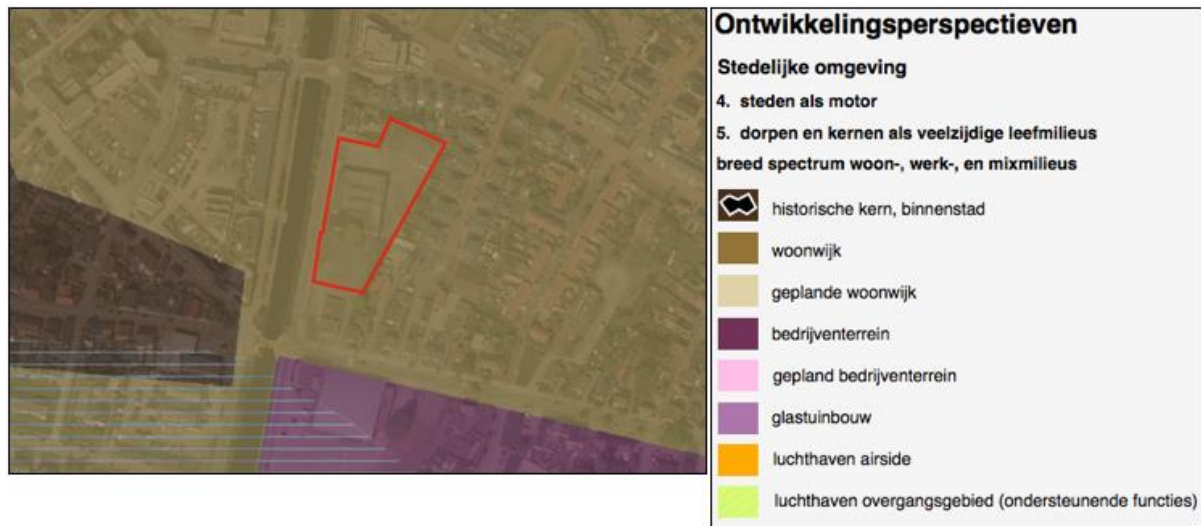 Ontwikkelingsperspectieven
Stedelijke omgeving
4. steden als motor
5. dorpen en kernen als veelzijdige leefmilieus
breed spectrum woon-, werk-, en mixmilieus
historische kern, binnenstad
woonwijk
geplande woonwijk
bedrijventerrein
gepland bedrijventerrein
glastuinbouw
luchthaven airside
luchthaven overgangsgebied (ondersteunende functies)